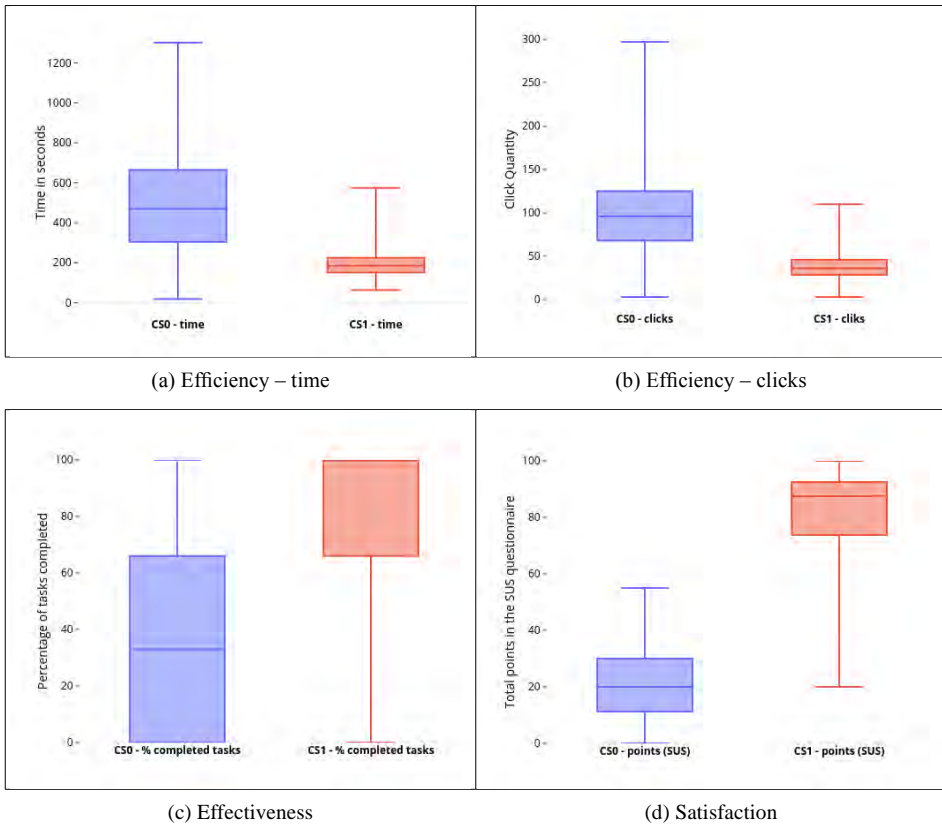 Time in seconds
1200
1000
800
600
400
200
0
CS0 - time
CS1 - time
(a) Efficiency – time
Click Quantity
300
250
200
150
100
50
0
CS0 - clicks
CS1 - cliks
(b) Efficiency – clicks
Percentage of tasks completed
100
80
60
40
20
0
CS0 - % completed tasks
CS1 - % completed tasks
(c) Effectiveness
Total points in the SUS questionnaire
100
80
60
40
20
0
CS0 - points (SUS)
CS1 - points (SUS)
(d) Satisfaction